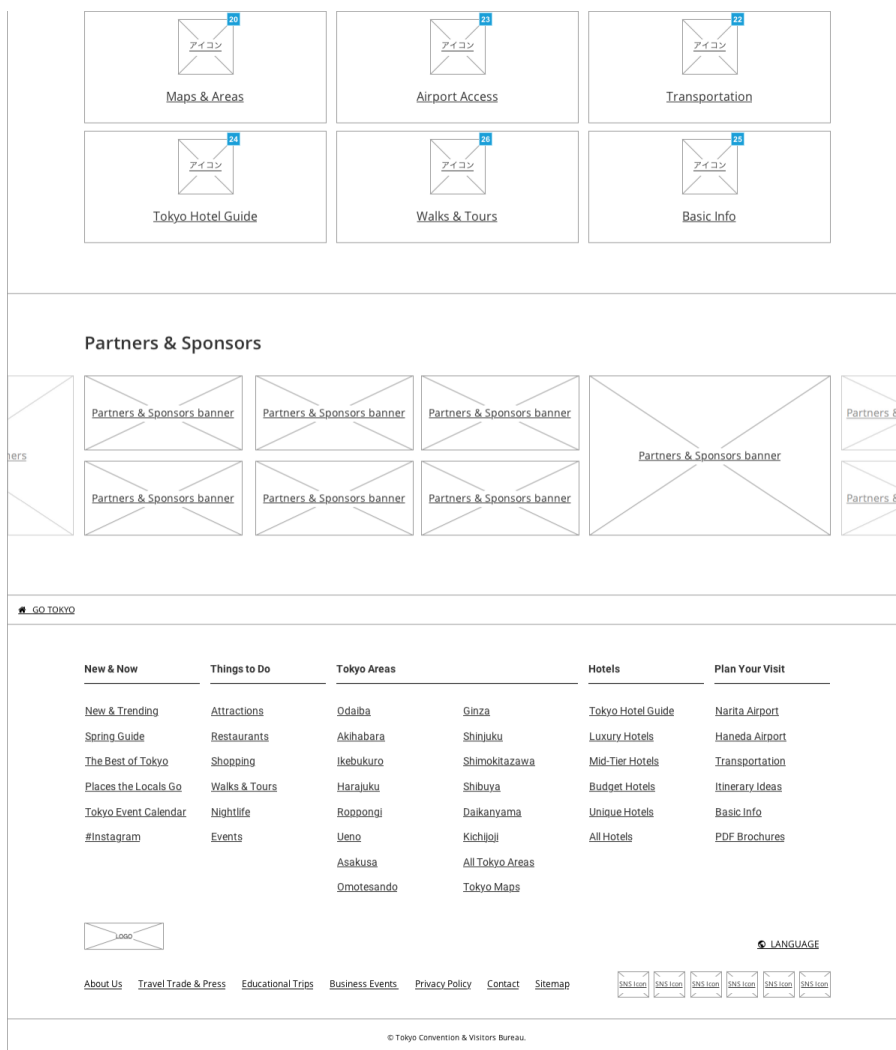 20
アイコン
Maps & Areas
23
アイコン
Airport Access
22
アイコン
Transportation
24
アイコン
Tokyo Hotel Guide
26
アイコン
Walks & Tours
25
アイコン
Basic Info
Partners & Sponsors
Partners & Sponsors banner
Partners & Sponsors banner
Partners & Sponsors banner
Partners & Sponsors banner
Partners &
Partners & Sponsors banner
Partners & Sponsors banner
Partners & Sponsors banner
Partners &
GO TOKYO
New & Now
New & Trending
Spring Guide
The Best of Tokyo
Places the Locals Go
Tokyo Event Calendar
#Instagram
Things to Do
Attractions
Restaurants
Shopping
Walks & Tours
Nightlife
Events
Tokyo Areas
Odaiba
Akihabara
Ikebukuro
Harajuku
Roppongi
Ueno
Asakusa
Omotesando
Ginza
Shinjuku
Shimokitazawa
Shibuya
Daikanyama
Kichijoji
All Tokyo Areas
Tokyo Maps
Hotels
Tokyo Hotel Guide
Luxury Hotels
Mid-Tier Hotels
Budget Hotels
Unique Hotels
All Hotels
Plan Your Visit
Narita Airport
Haneda Airport
Transportation
Itinerary Ideas
Basic Info
PDF Brochures
LOGO
LANGUAGE
About Us Travel Trade & Press Educational Trips Business Events Privacy Policy Contact Sitemap
SNS Icon SNS Icon SNS Icon SNS Icon SNS Icon SNS Icon
© Tokyo Convention & Visitors Bureau.